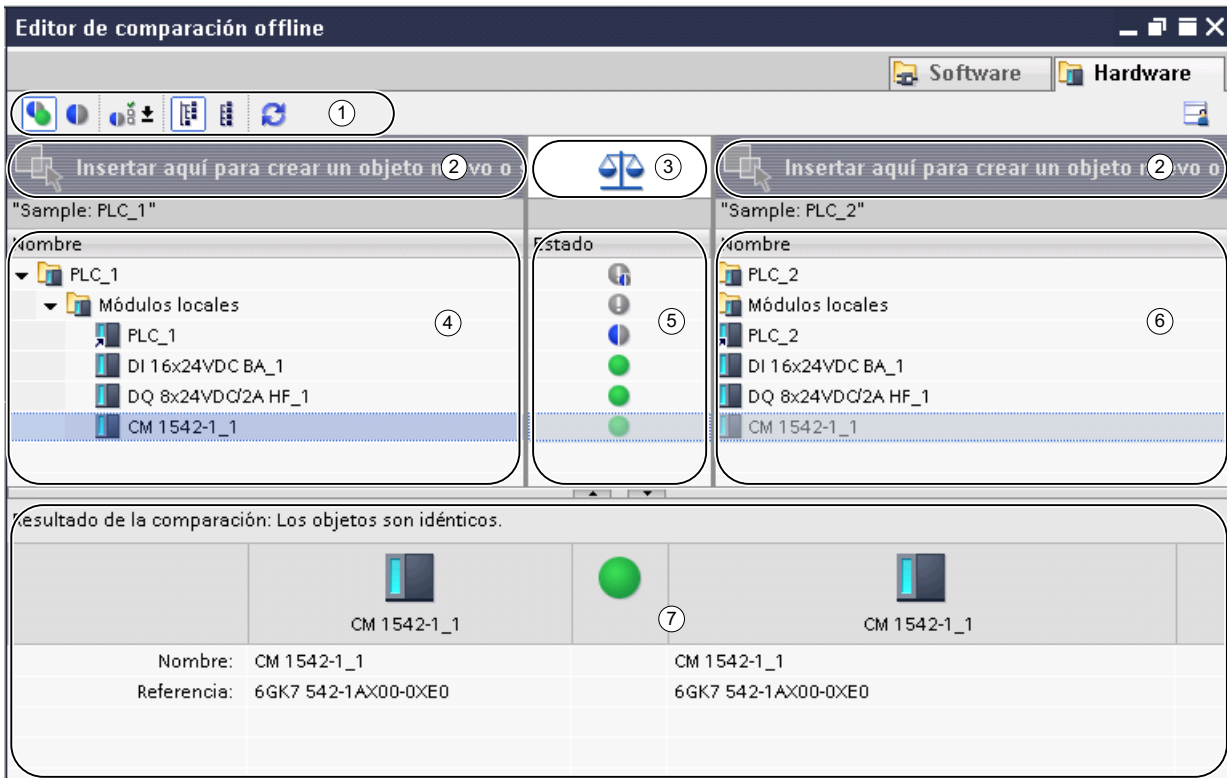 Editor de comparación offline
Software
Hardware
1
Insertar aquí para crear un objeto n vo o
2
3
Insertar aquí para crear un objeto n vo o
2
"Sample: PLC_1"
"Sample: PLC_2"
Nombre
Estado
Nombre
PLC_1
PLC_2
Módulos locales
Módulos locales
4
5
6
PLC_1
PLC_2
DI 16x24VDC BA_1
DI 16x24VDC BA_1
DQ 8x24VDC/2A HF_1
DQ 8x24VDC/2A HF_1
CM 1542-1_1
CM 1542-1_1
Resultado de la comparación: Los objetos son idénticos.
7
CM 1542-1_1
CM 1542-1_1
Nombre: CM 1542-1_1
CM 1542-1_1
Referencia: 6GK7 542-1AX00-0XE0
6GK7 542-1AX00-0XE0